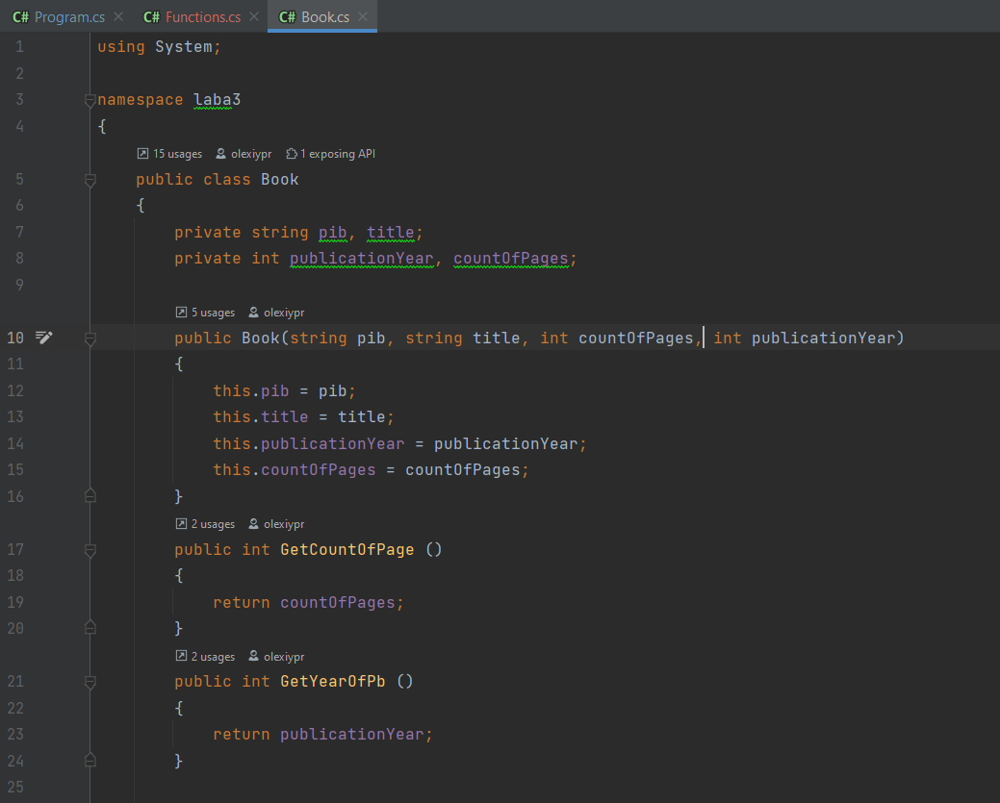 C# Program.cs C# Functions.cs C# Book.cs
1 using System;
2
3 namespace laba3
4 {
15 usages olexiypr 1 exposing API
5 public class Book
6 {
7 private string pib, title;
8 private int publicationYear, countOfPages;
9
5 usages olexiypr
10 public Book(string pib, string title, int countOfPages, int publicationYear)
11 {
12 this.pib = pib;
13 this.title = title;
14 this.publicationYear = publicationYear;
15 this.countOfPages = countOfPages;
16 }
2 usages olexiypr
17 public int GetCountOfPage ()
18 {
19 return countOfPages;
20 }
2 usages olexiypr
21 public int GetYearOfPb ()
22 {
23 return publicationYear;
24 }
25